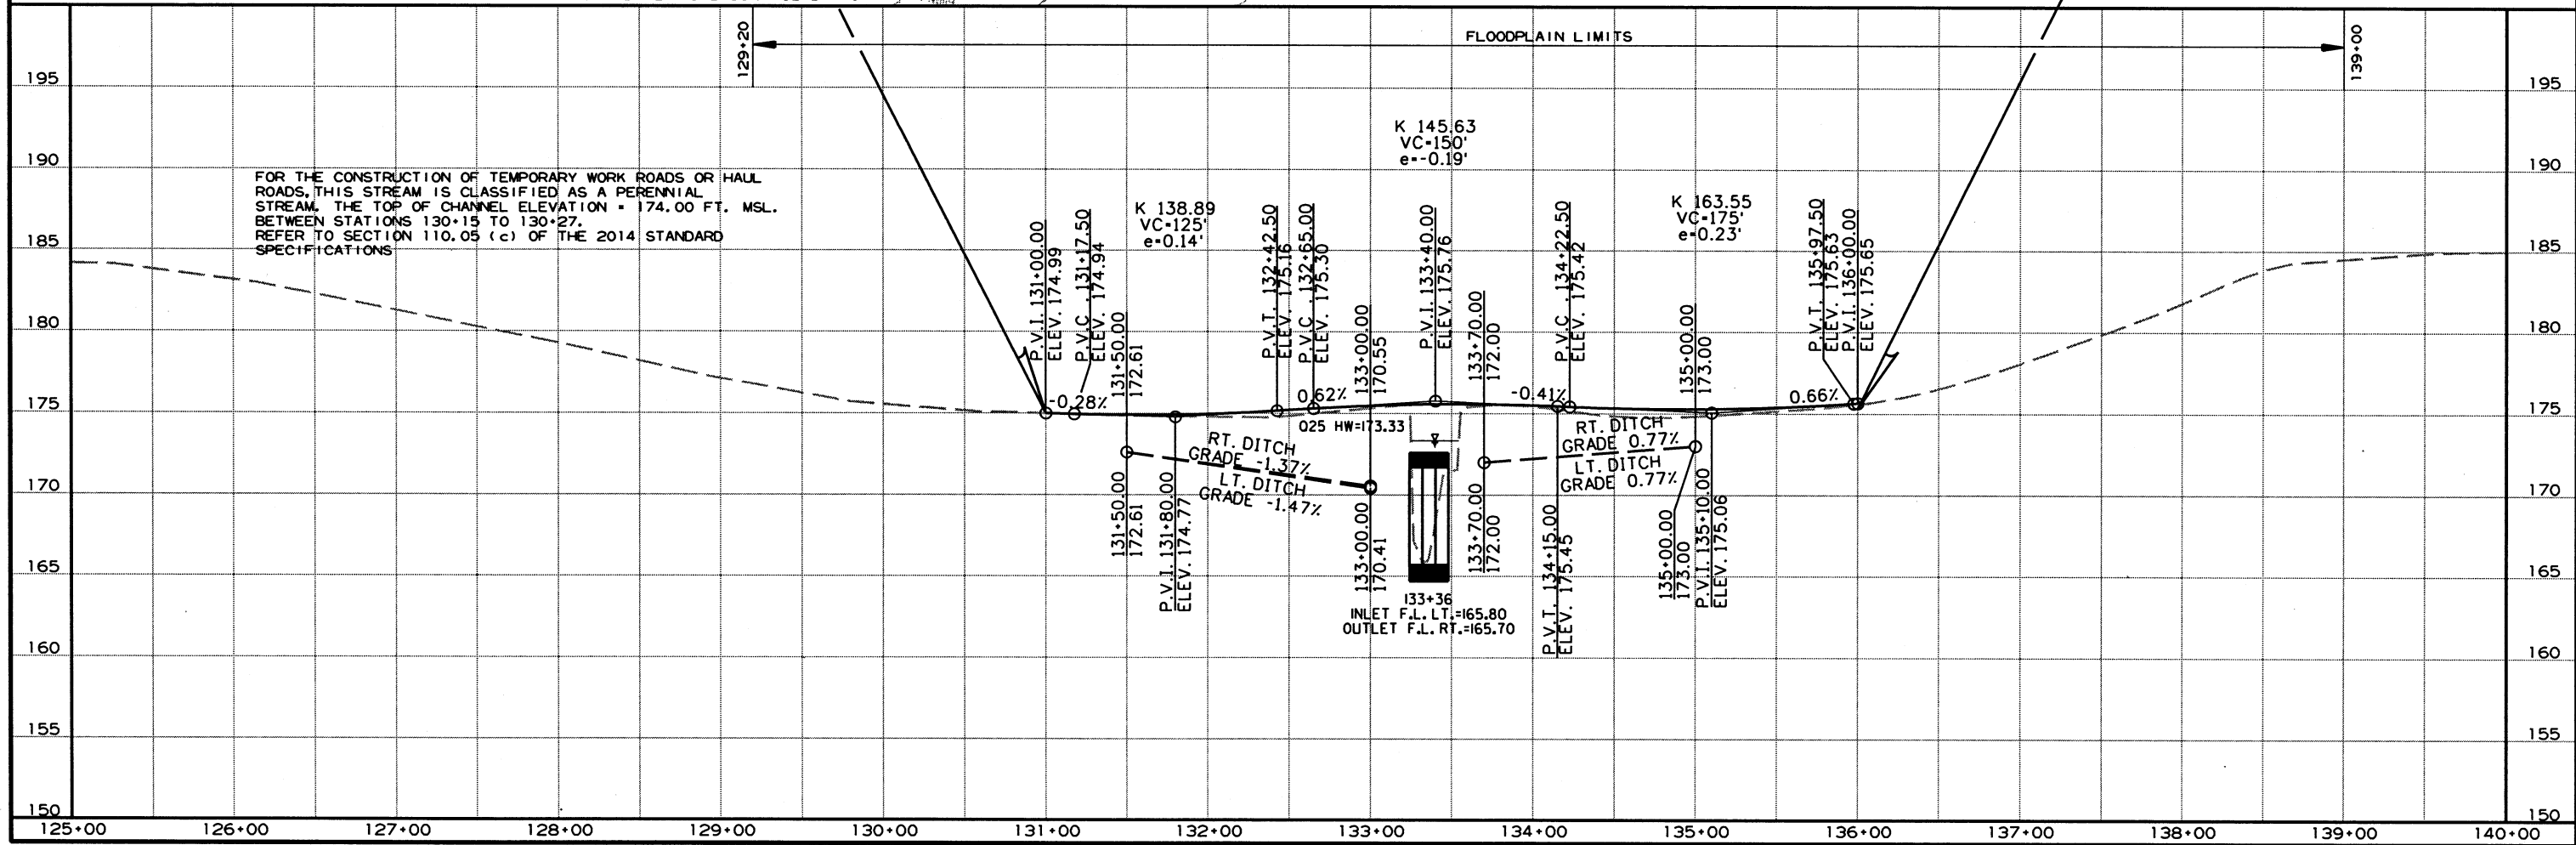 129+20
FLOODPLAIN LIMITS
139+00
195
195
190
190
185
185
180
180
175
175
170
170
165
165
160
160
155
155
150
150
FOR THE CONSTRUCTION OF TEMPORARY WORK ROADS OR HAUL
ROADS, THIS STREAM IS CLASSIFIED AS A PERENNIAL
STREAM. THE TOP OF CHANNEL ELEVATION = 174.00 FT. MSL.
BETWEEN STATIONS 130+15 TO 130+27.
REFER TO SECTION 110.05 (c) OF THE 2014 STANDARD
SPECIFICATIONS
K 138.89
VC=125'
e=0.14'
K 145.63
VC=150'
e=-0.19'
K 163.55
VC=175'
e=0.23'
P.V.I. 131+00.00
ELEV. 174.99
P.V.C. 131+17.50
ELEV. 174.94
131+50.00
172.61
P.V.T. 132+42.50
ELEV. 175.16
P.V.C. 132+65.00
ELEV. 175.30
133+00.00
170.55
P.V.I. 133+40.00
ELEV. 175.76
133+70.00
172.00
P.V.C. 134+22.50
ELEV. 175.42
135+00.00
173.00
P.V.T. 135+97.50
ELEV. 175.63
P.V.I. 136+00.00
ELEV. 175.65
-0.28%
0.62%
-0.41%
0.66%
Q25 HW=173.33
RT. DITCH
GRADE -1.37%
LT. DITCH
GRADE -1.47%
RT. DITCH
GRADE 0.77%
LT. DITCH
GRADE 0.77%
131+50.00
172.61
P.V.I. 131+80.00
ELEV. 174.77
133+00.00
170.41
133+70.00
172.00
P.V.T. 134+15.00
ELEV. 175.45
135+00.00
173.00
P.V.I. 135+10.00
ELEV. 175.06
133+36
INLET F.L. LT.=165.80
OUTLET F.L. RT.=165.70
125+00
126+00
127+00
128+00
129+00
130+00
131+00
132+00
133+00
134+00
135+00
136+00
137+00
138+00
139+00
140+00